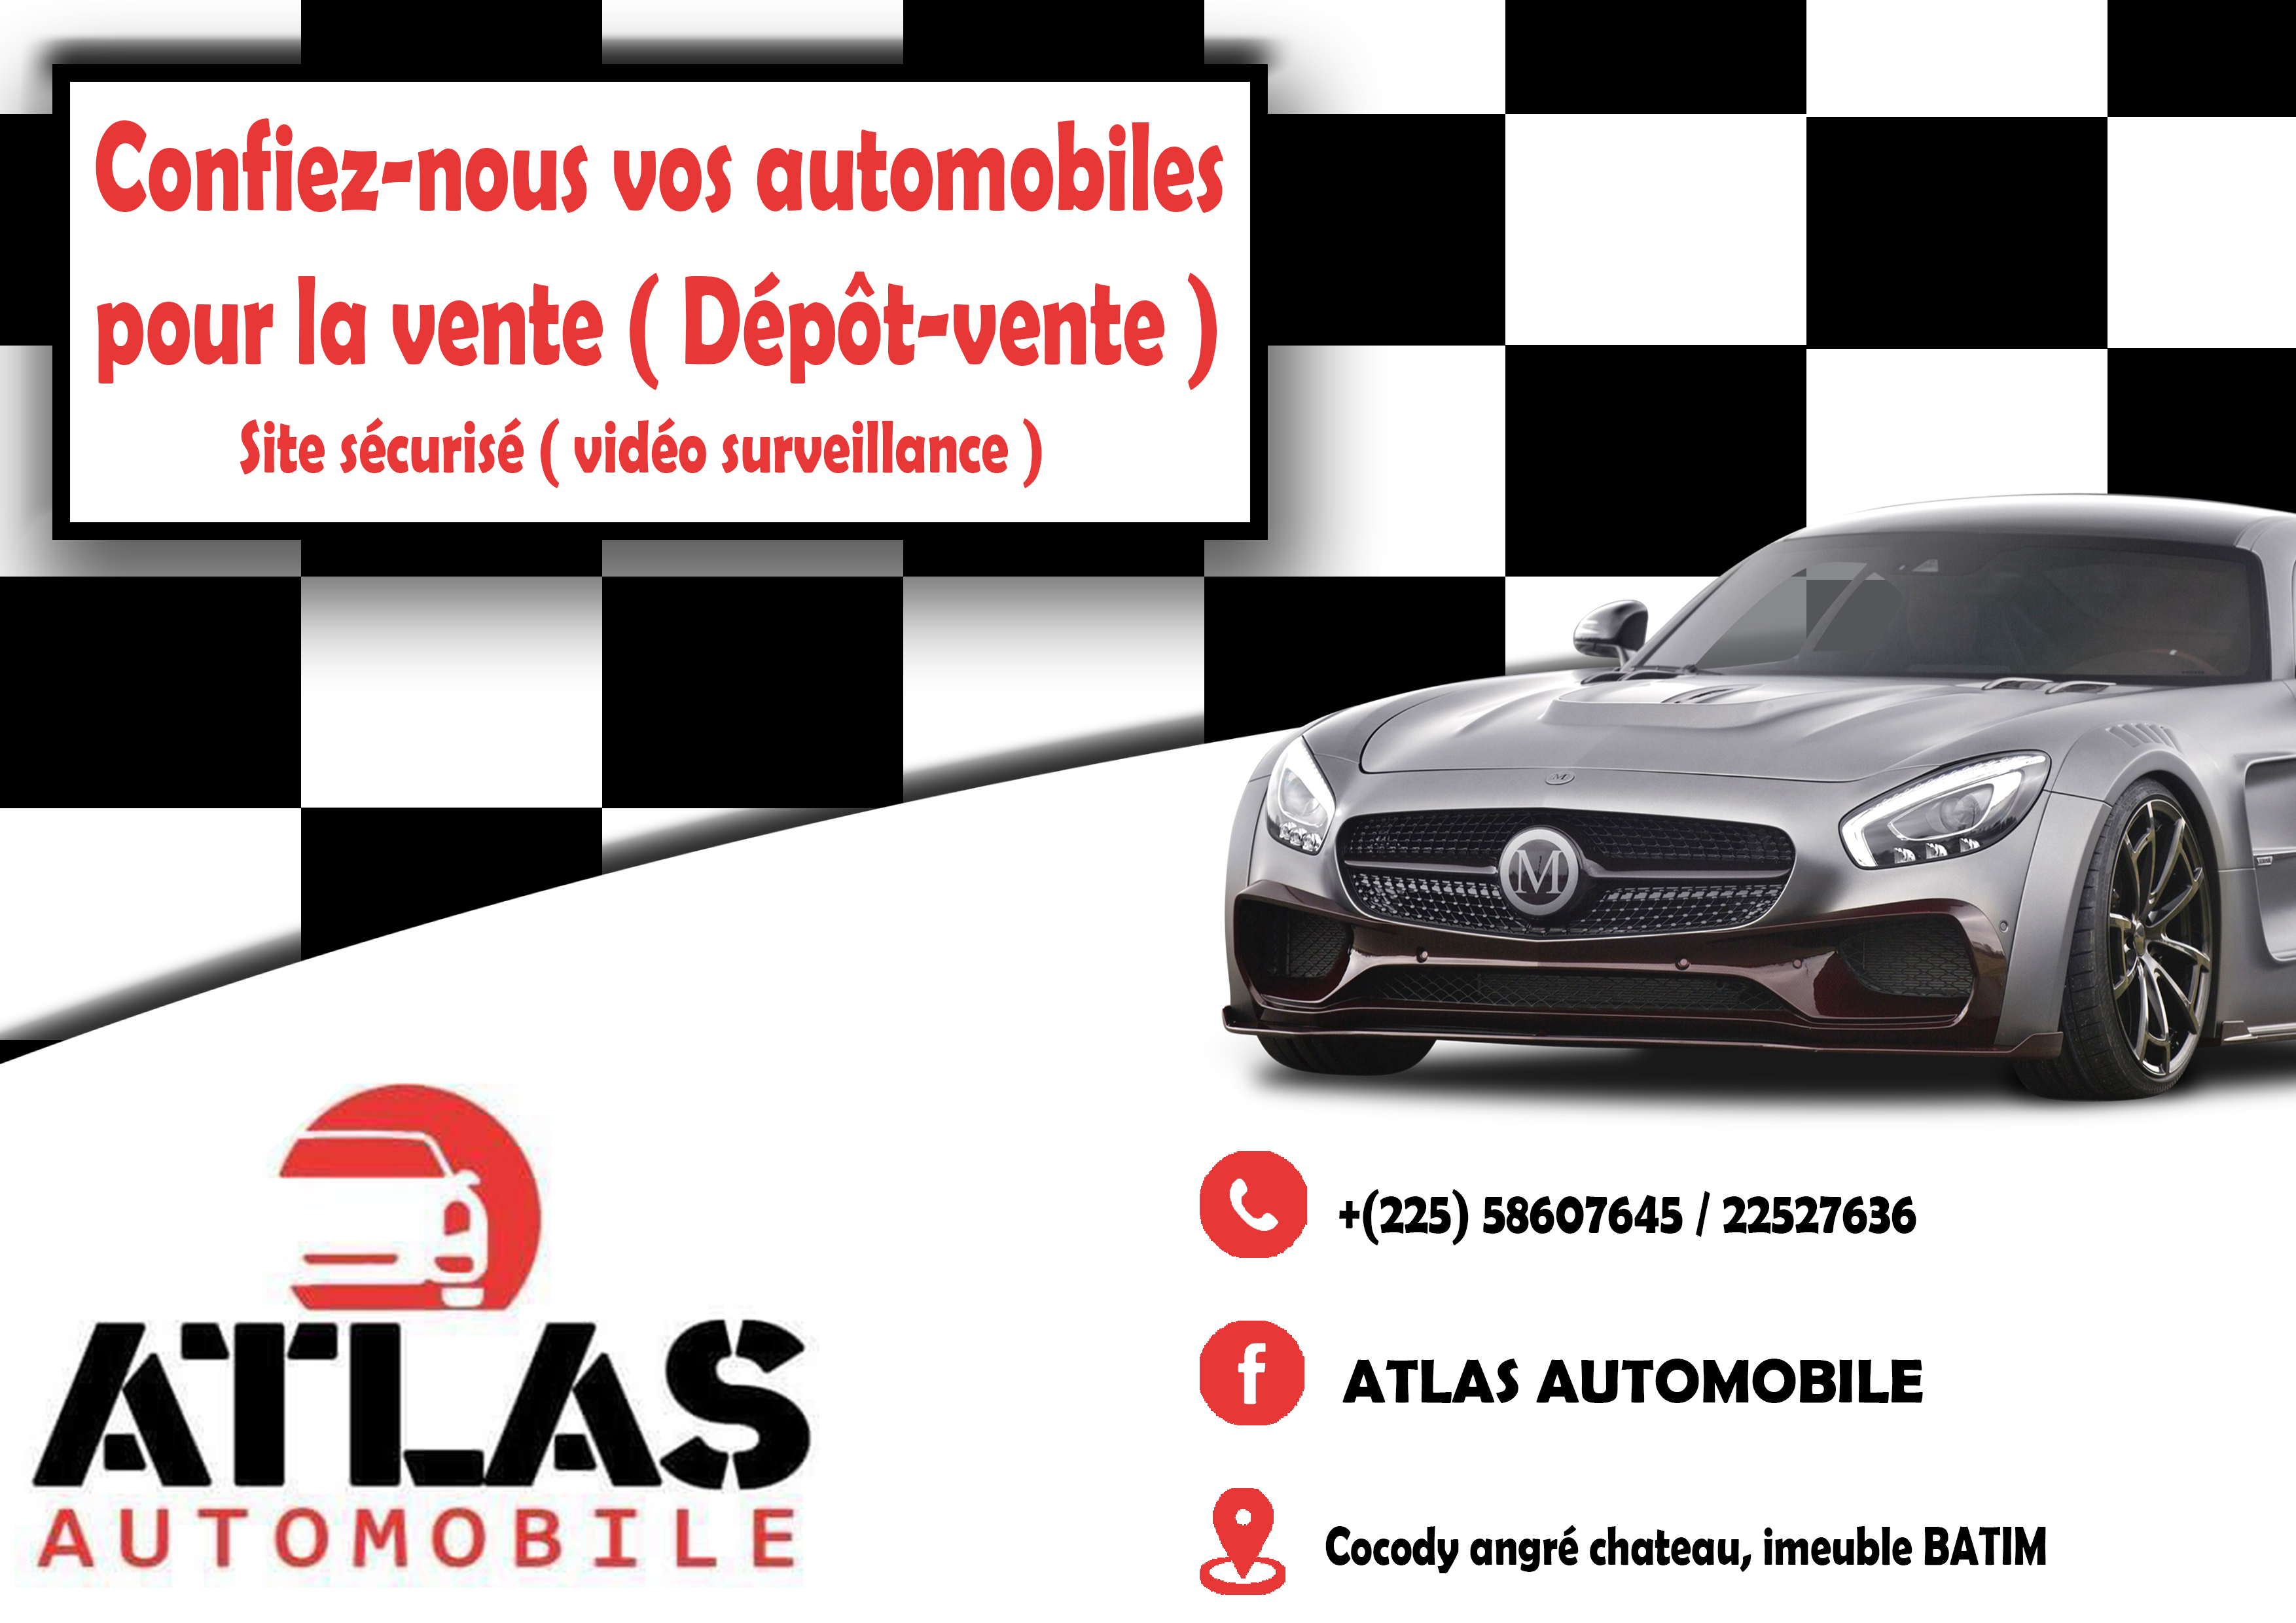 Confiez-nous vos automobiles
pour la vente ( Dépôt-vente )
Site sécurisé ( vidéo surveillance )
M
ATLAS
AUTOMOBILE
+(225) 58607645 / 22527636
f
ATLAS AUTOMOBILE
Cocody angré chateau, imeuble BATIM